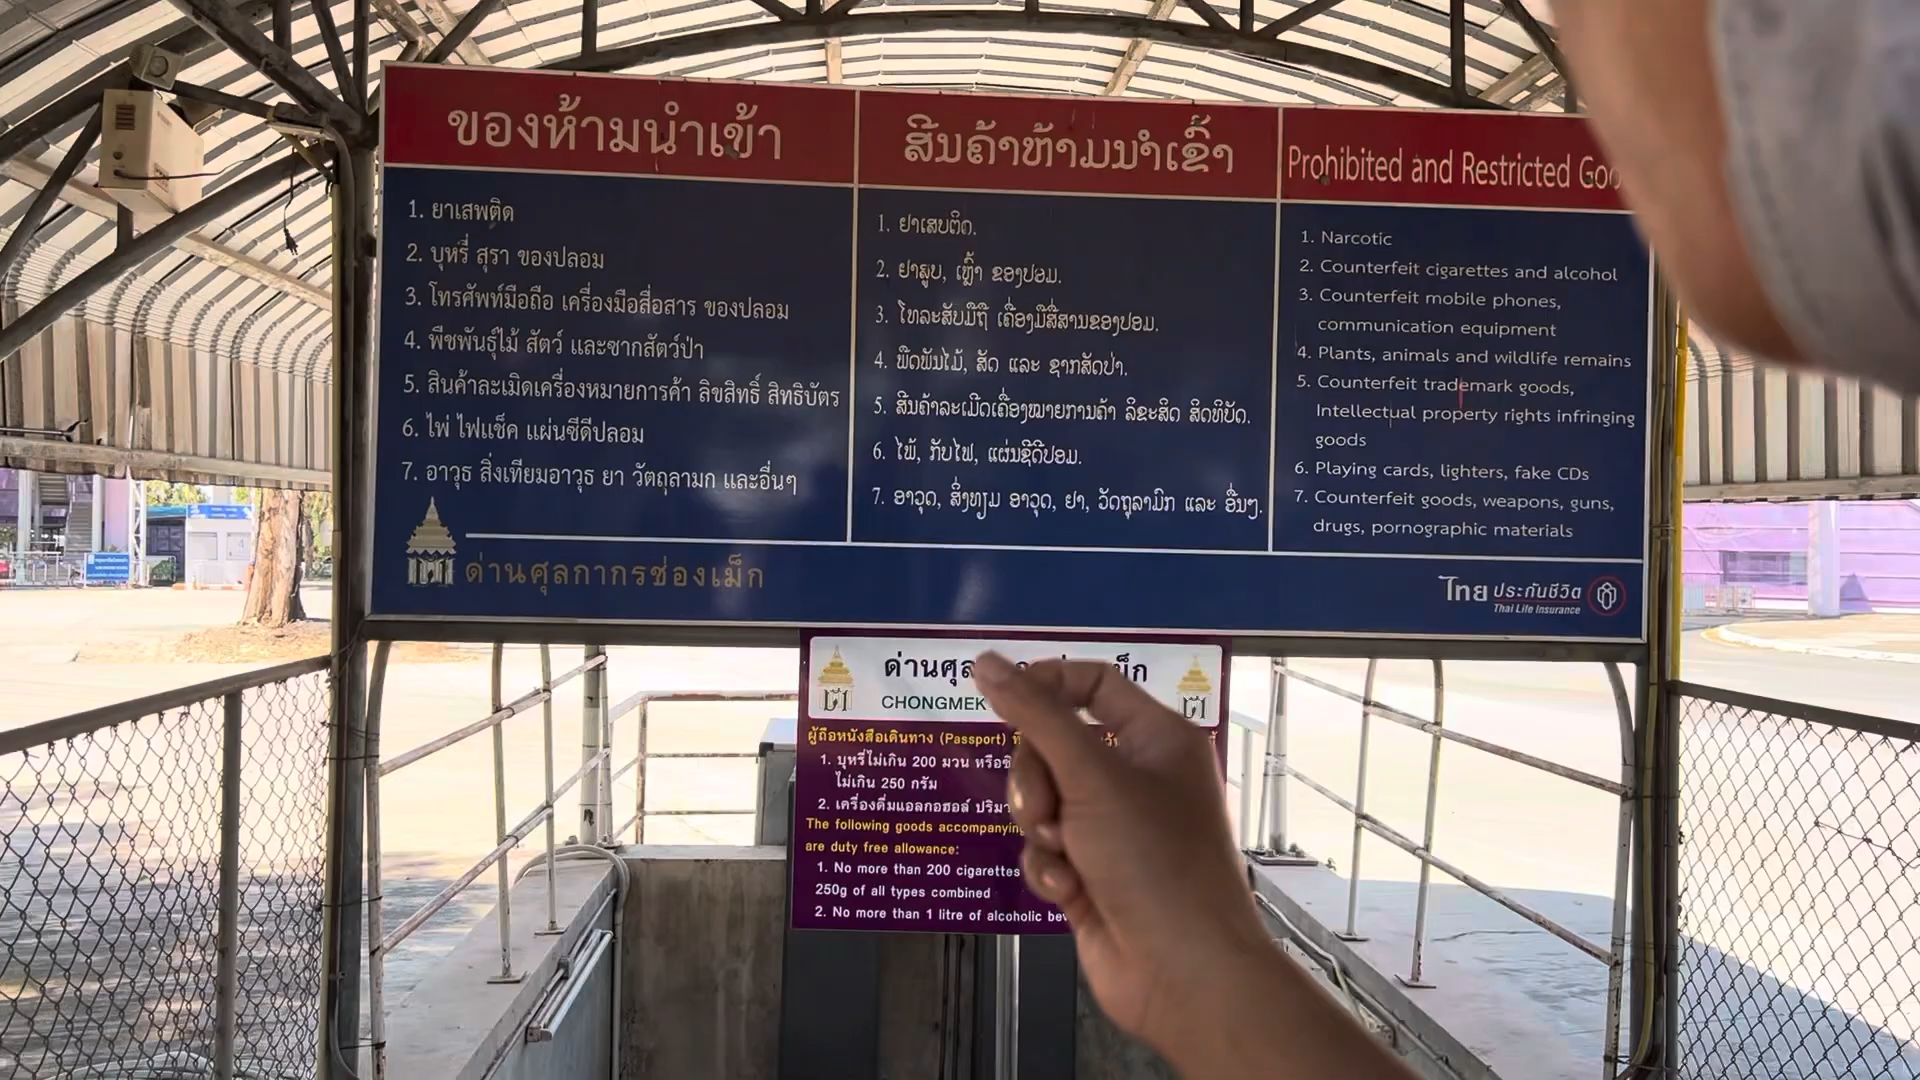 ของห้ามนำเข้า
1. ยาเสพติด
2. บุหรี่ สุรา ของปลอม
3. โทรศัพท์มือถือ เครื่องมือสื่อสาร ของปลอม
4. พืชพันธุ์ไม้ สัตว์ และซากสัตว์ป่า
5. สินค้าละเมิดเครื่องหมายการค้า ลิขสิทธิ์ สิทธิบัตร
6. ไพ่ ไฟแช็ค แผ่นซีดีปลอม
7. อาวุธ สิ่งเทียมอาวุธ ยา วัตถุลามก และอื่นๆ
ສິນຄ້າຫ້າມນຳເຂົ້າ
1. ຢາເສບຕິດ.
2. ຢາສູບ, ເຫຼົ້າ ຂອງປອມ.
3. ໂທລະສັບມືຖື ເຄື່ອງມືສື່ສານຂອງປອມ.
4. ພືດພັນໄມ້, ສັດ ແລະ ຊາກສັດປ່າ.
5. ສິນຄ້າລະເມີດເຄື່ອງໝາຍການຄ້າ ລິຂະສິດ ສິດທິບັດ.
6. ໄພ້, ກັບໄຟ, ແຜ່ນຊີດີປອມ.
7. ອາວຸດ, ສິ່ງທຽມ ອາວຸດ, ຢາ, ວັດຖຸລາມົກ ແລະ ອື່ນໆ.
Prohibited and Restricted
1. Narcotic
2. Counterfeit cigarettes and alcohol
3. Counterfeit mobile phones,
communication equipment
4. Plants, animals and wildlife remains
5. Counterfeit trademark goods,
Intellectual property rights infringing
goods
6. Playing cards, lighters, fake CDs
7. Counterfeit goods, weapons, guns,
drugs, pornographic materials
ด่านศุลกากรช่องเม็ก
ไทยประกันชีวิต
Thai Life Insurance
CHONGMEK
ผู้ถือหนังสือเดินทาง (Passport)
1. บุหรี่ไม่เกิน 200 มวน
ไม่เกิน 250 กรัม
2. เครื่องดื่มแอลกอฮอล์
The following goods accompanying
are duty free allowance:
1. No more than 200 cigarettes
250g of all types combined
2. No more than 1 litre of alcoholic